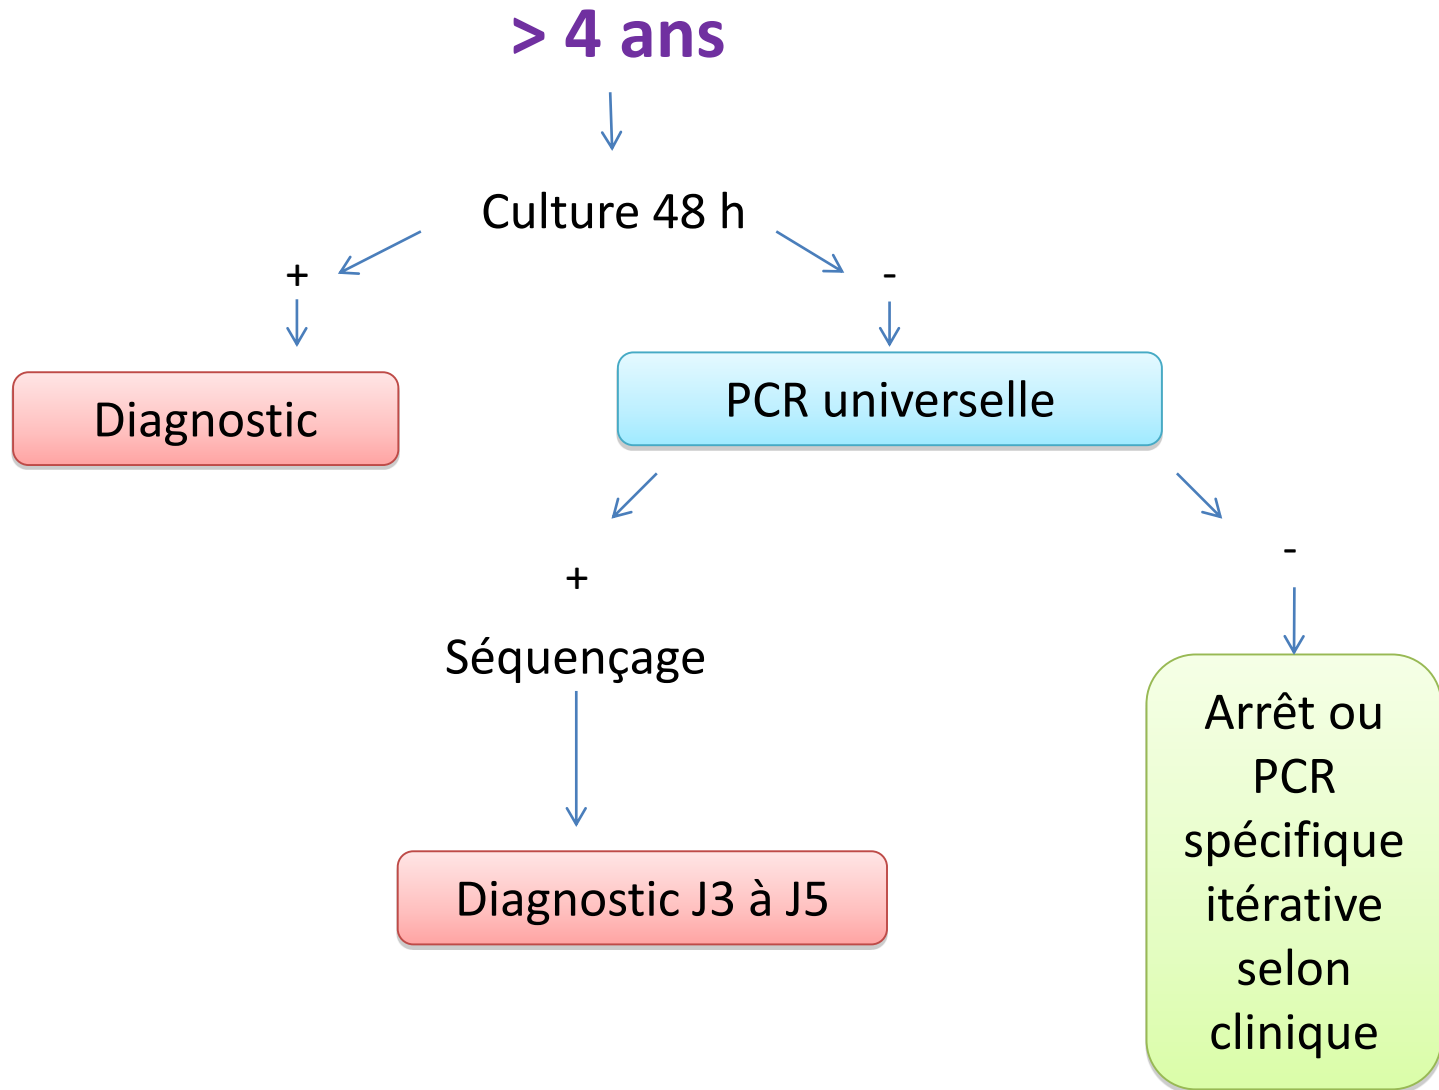 > 4 ans
Culture 48 h
+
-
Diagnostic
PCR universelle
+
-
Séquençage
Arrêt ou
PCR
spécifique
itérative
selon
clinique
Diagnostic J3 à J5